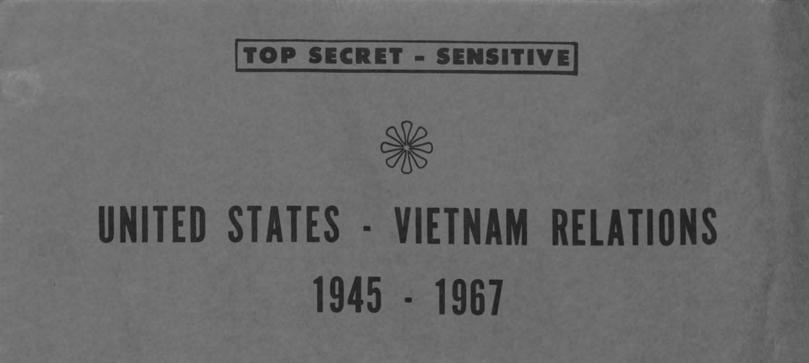 TOP SECRET - SENSITIVE
UNITED STATES - VIETNAM RELATIONS
1945 - 1967